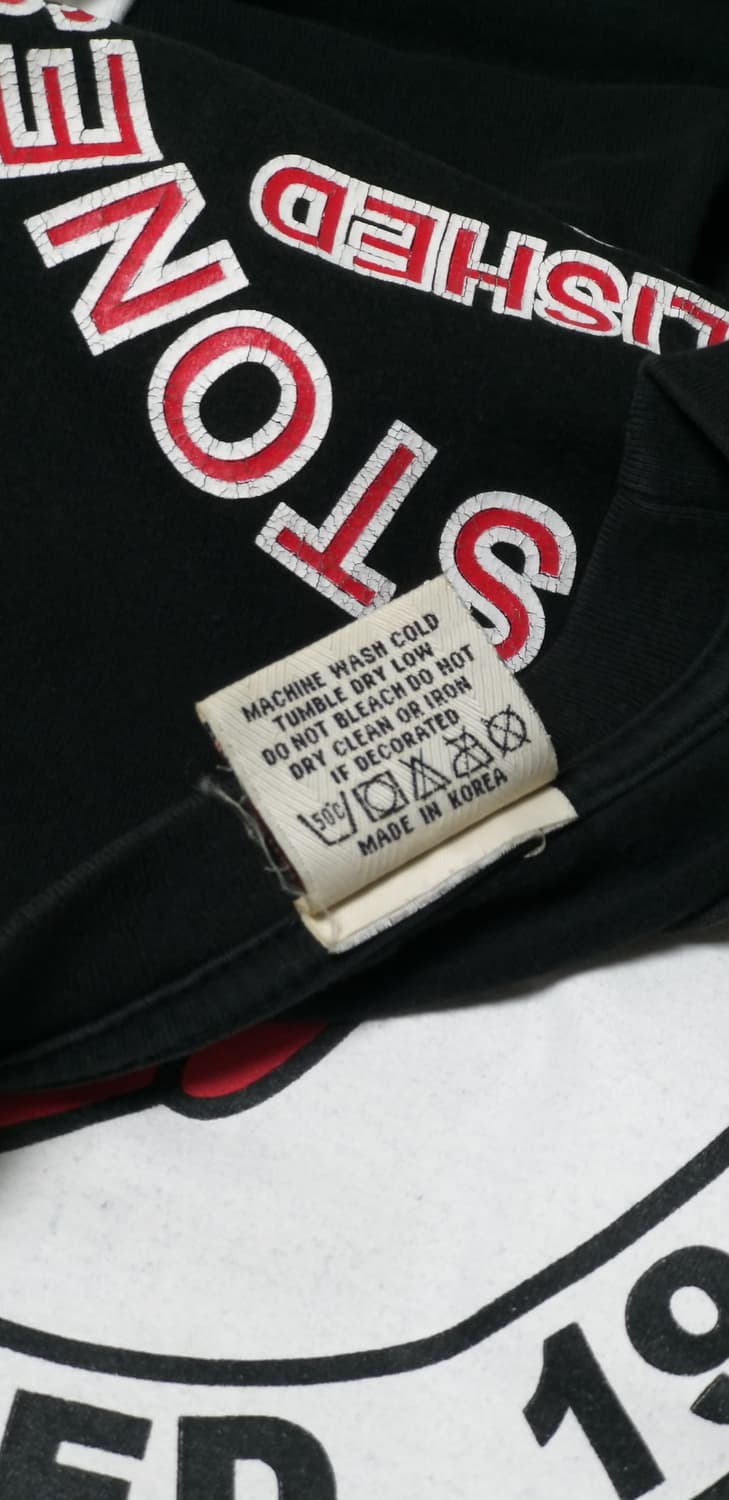 STONE
LISHED
MACHINE WASH COLD
TUMBLE DRY LOW
DO NOT BLEACH DO NOT
DRY CLEAN OR IRON
IF DECORATED
50°C
MADE IN KOREA
ED 19